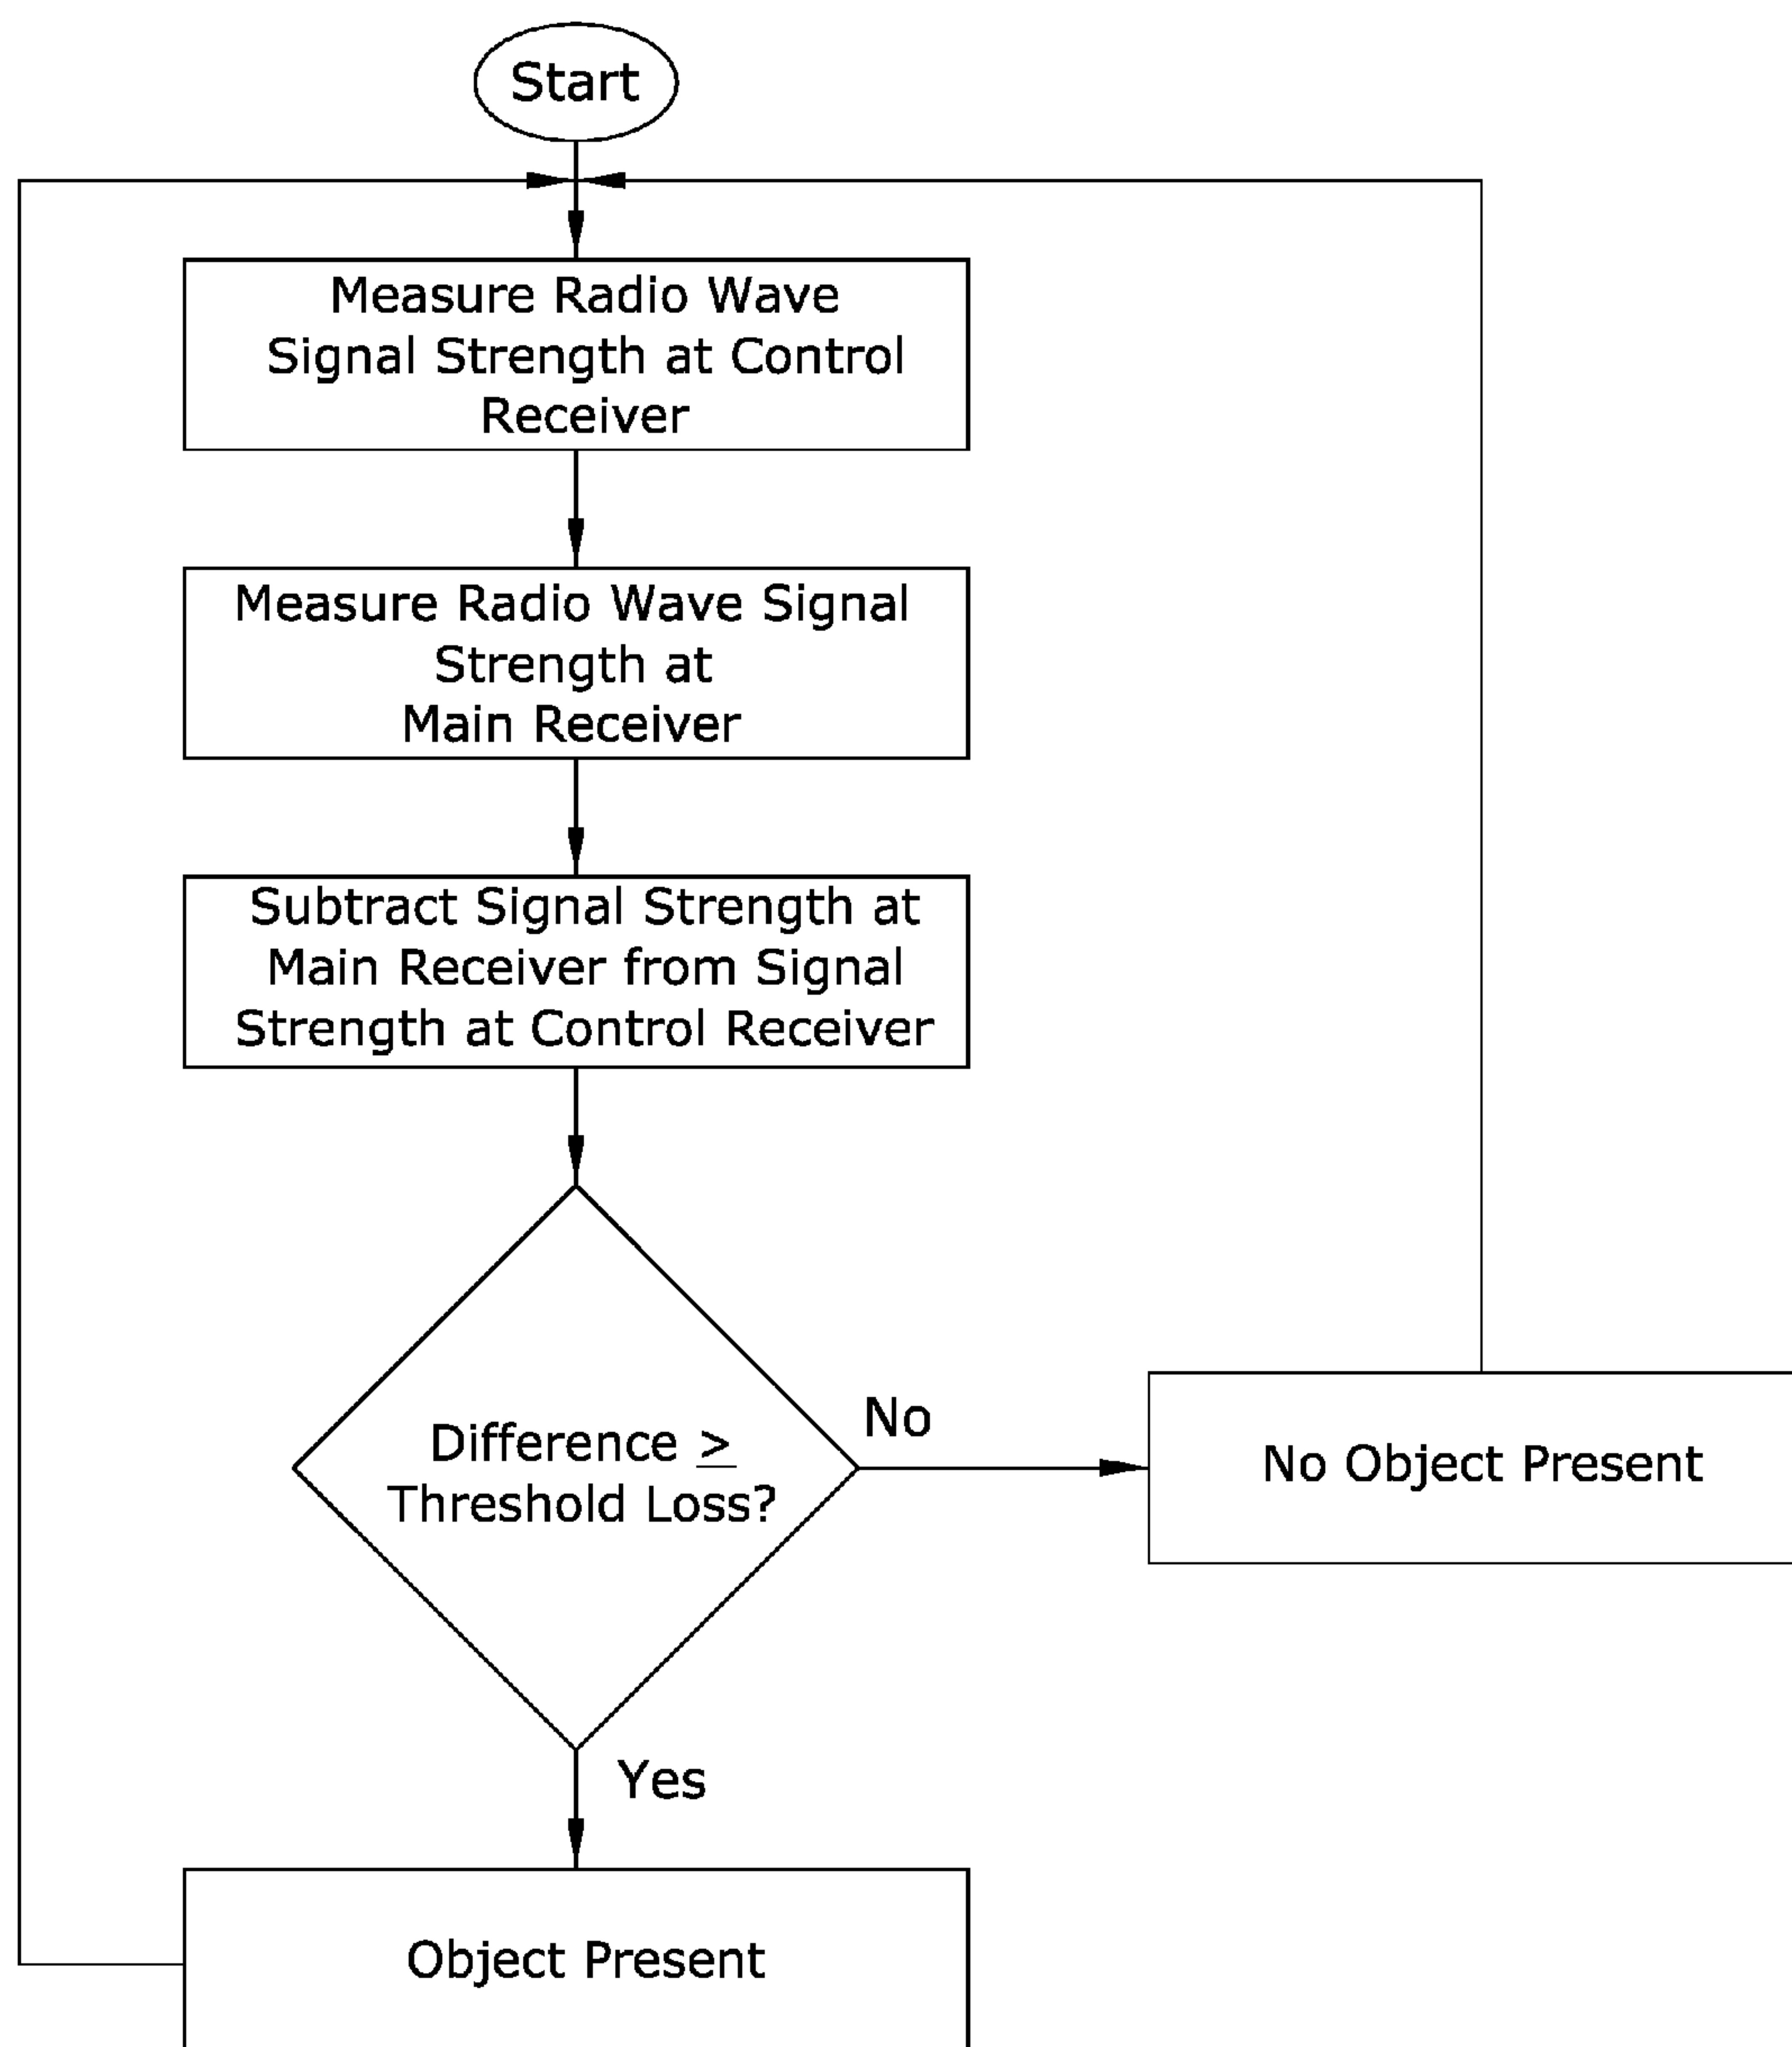 Start
Measure Radio Wave
Signal Strength at Control
Receiver
Measure Radio Wave Signal
Strength at
Main Receiver
Subtract Signal Strength at
Main Receiver from Signal
Strength at Control Receiver
Difference ≥
Threshold Loss?
No
No Object Present
Yes
Object Present